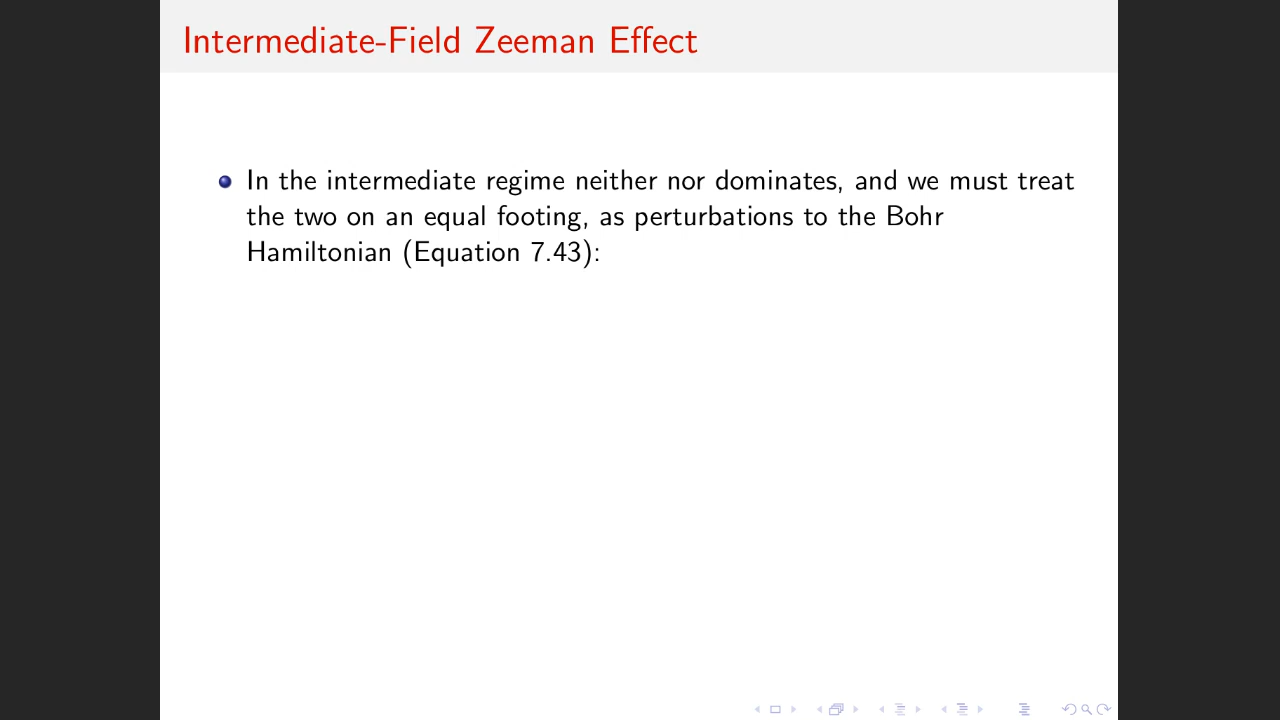 Intermediate-Field Zeeman Effect
In the intermediate regime neither nor dominates, and we must treat
the two on an equal footing, as perturbations to the Bohr
Hamiltonian (Equation 7.43):